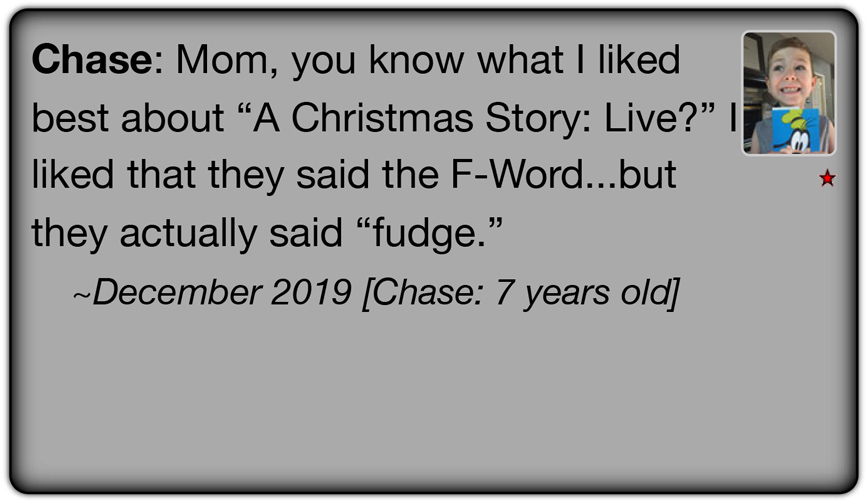 Chase: Mom, you know what I liked
best about “A Christmas Story: Live?” I
liked that they said the F-Word...but
they actually said “fudge.”
~December 2019 [Chase: 7 years old]